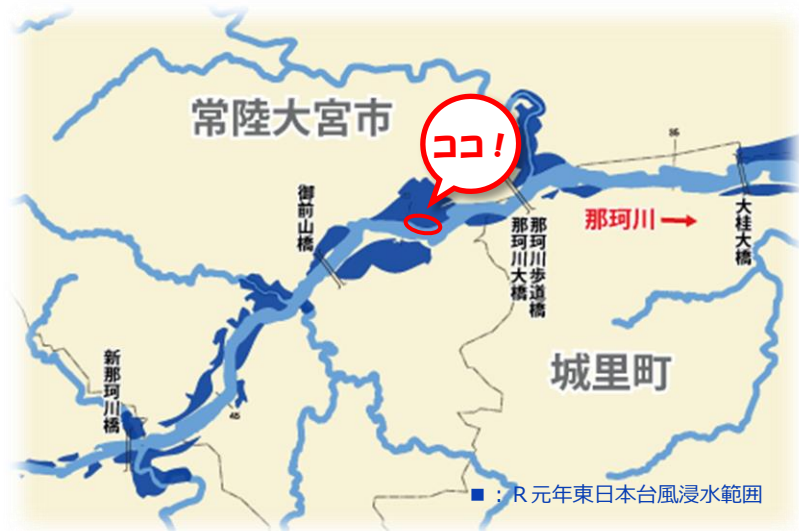 常陸大宮市
ココ！
86
御前山橋
那珂川大橋
那珂川歩道橋
那珂川→
大桂大橋
新那珂川橋
45
城里町
■：R元年東日本台風浸水範囲